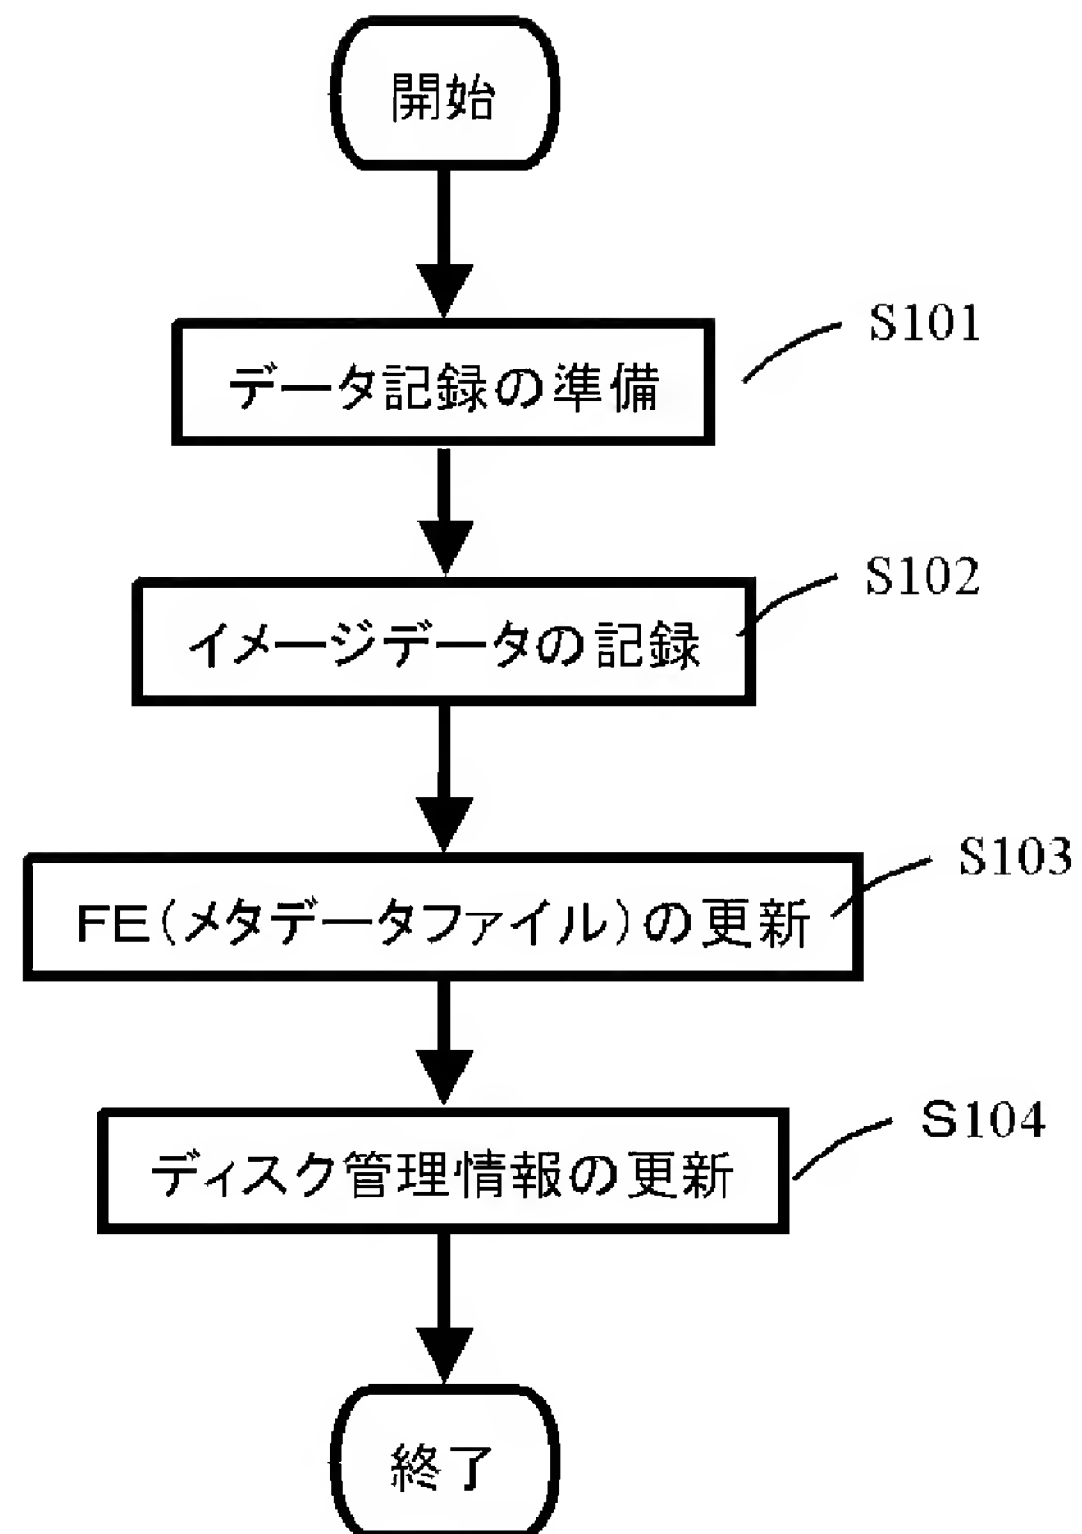 開始
データ記録の準備
S101
イメージデータの記録
S102
FE(メタデータファイル)の更新
S103
ディスク管理情報の更新
S104
終了